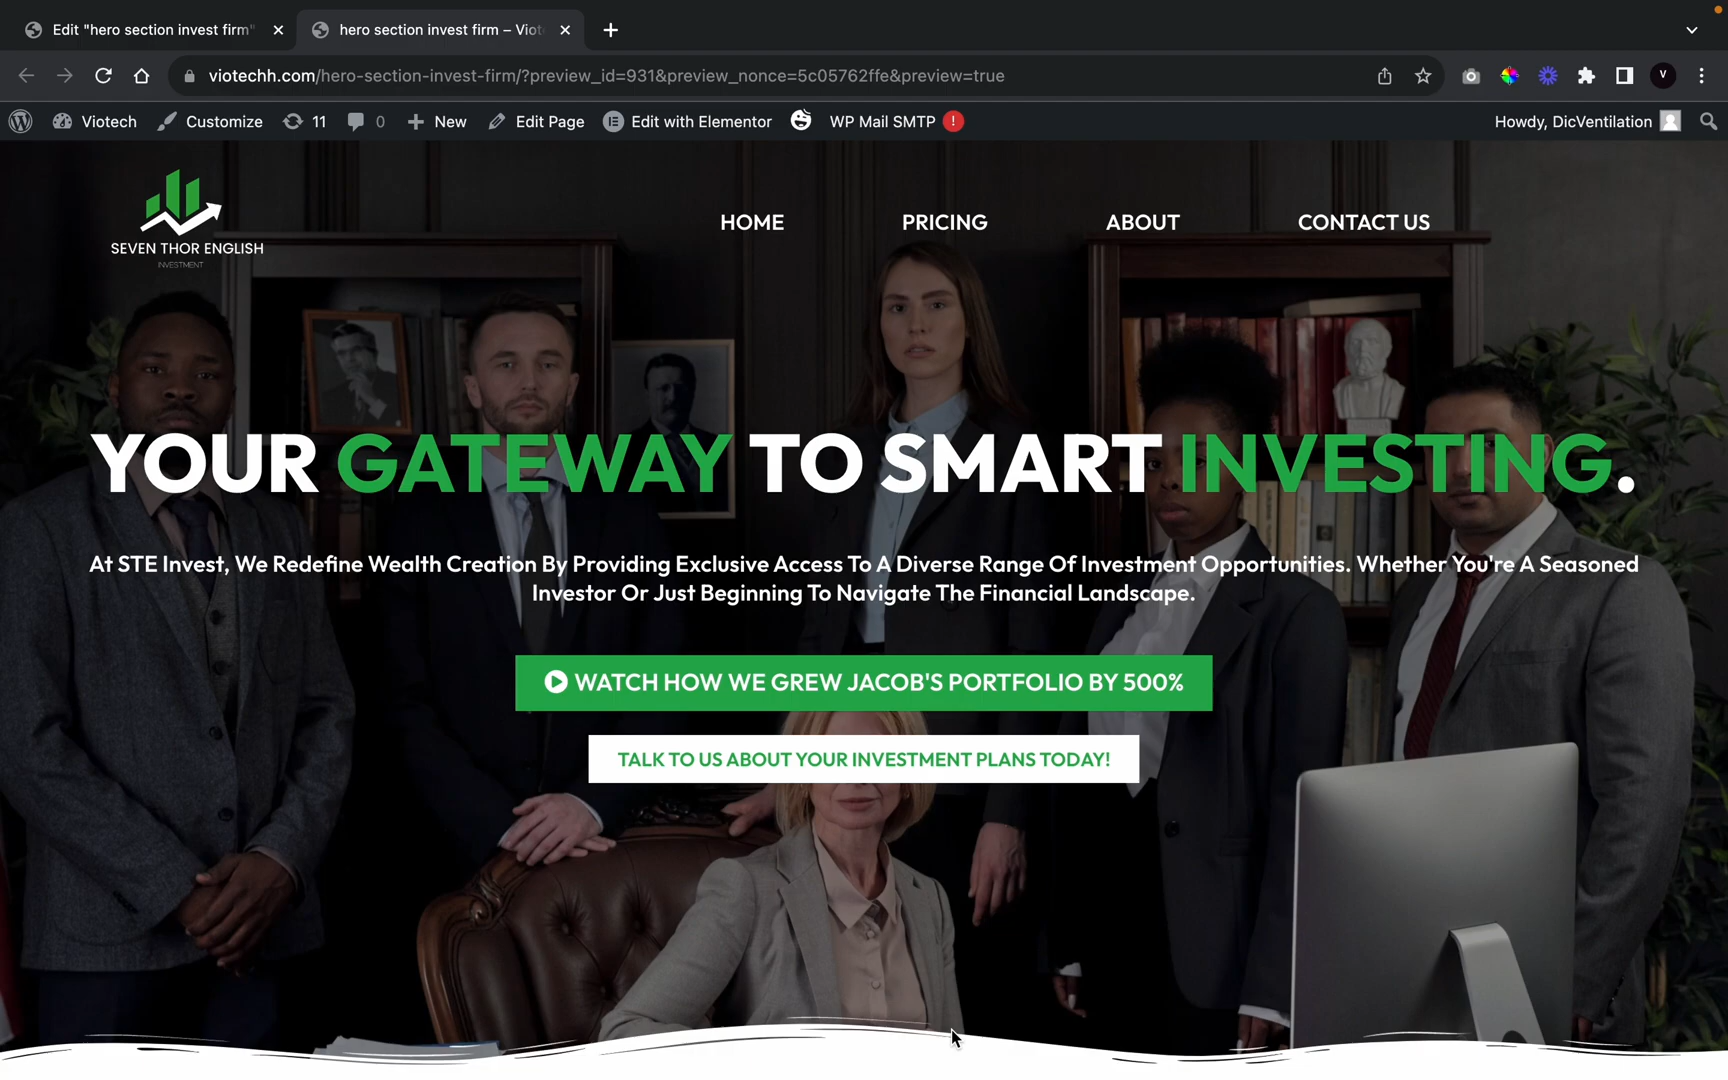 Edit "hero section invest firm"
hero section invest firm – Viot
viotechh.com/hero-section-invest-firm/?preview_id=931&preview_nonce=5c05762ffe&preview=true
V
Viotech Customize 11 0 New Edit Page Edit with Elementor WP Mail SMTP ! Howdy, DicVentilation
HOME PRICING ABOUT CONTACT US
SEVEN THOR ENGLISH
INVESTMENT
YOUR GATEWAY TO SMART INVESTING.
At STE Invest, We Redefine Wealth Creation By Providing Exclusive Access To A Diverse Range Of Investment Opportunities. Whether You're A Seasoned
Investor Or Just Beginning To Navigate The Financial Landscape.
WATCH HOW WE GREW JACOB'S PORTFOLIO BY 500%
TALK TO US ABOUT YOUR INVESTMENT PLANS TODAY!